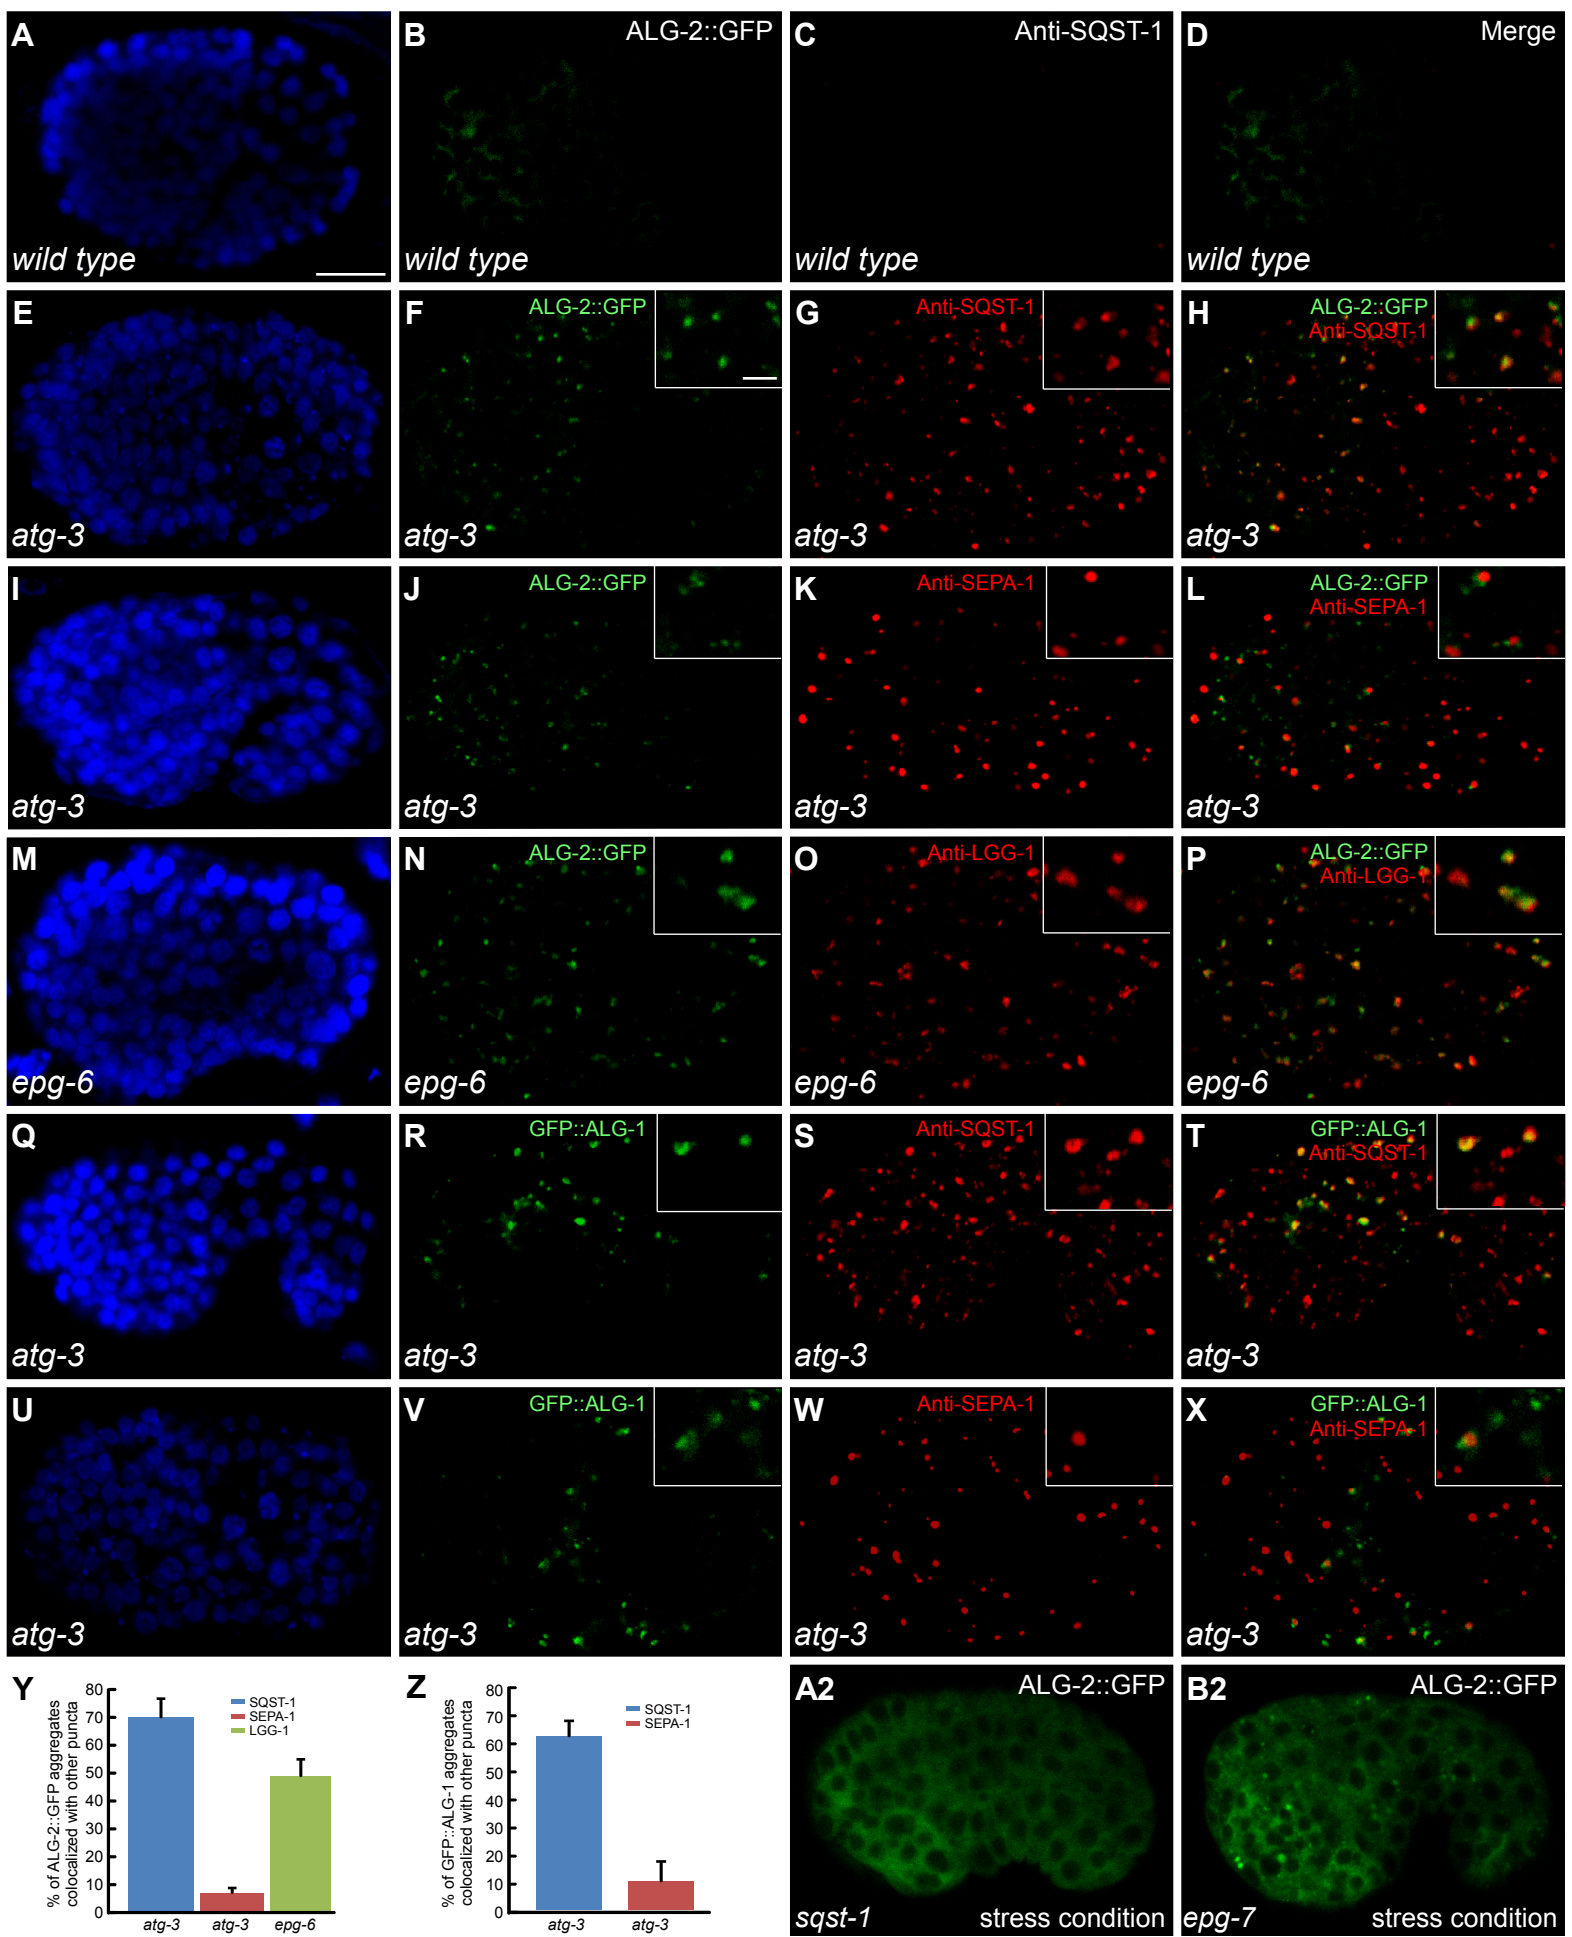 A
wild type
B
ALG-2::GFP
wild type
C
Anti-SQST-1
wild type
D
Merge
wild type
E
atg-3
F
ALG-2::GFP
atg-3
G
Anti-SQST-1
atg-3
H
ALG-2::GFP
Anti-SQST-1
atg-3
I
atg-3
J
ALG-2::GFP
atg-3
K
Anti-SEPA-1
atg-3
L
ALG-2::GFP
Anti-SEPA-1
atg-3
M
epg-6
N
ALG-2::GFP
epg-6
O
Anti-LGG-1
epg-6
P
ALG-2::GFP
Anti-LGG-1
epg-6
Q
atg-3
R
GFP::ALG-1
atg-3
S
Anti-SQST-1
atg-3
T
GFP::ALG-1
Anti-SQST-1
atg-3
U
atg-3
V
GFP::ALG-1
atg-3
W
Anti-SEPA-1
atg-3
X
GFP::ALG-1
Anti-SEPA-1
atg-3
Y
% of ALG-2::GFP aggregates
colocalized with other puncta
80
70
60
50
40
30
20
10
0
SQST-1
SEPA-1
LGG-1
atg-3
atg-3
epg-6
Z
% of GFP::ALG-1 aggregates
colocalized with other puncta
80
70
60
50
40
30
20
10
0
SQST-1
SEPA-1
atg-3
atg-3
A2
ALG-2::GFP
sqst-1
stress condition
B2
ALG-2::GFP
epg-7
stress condition